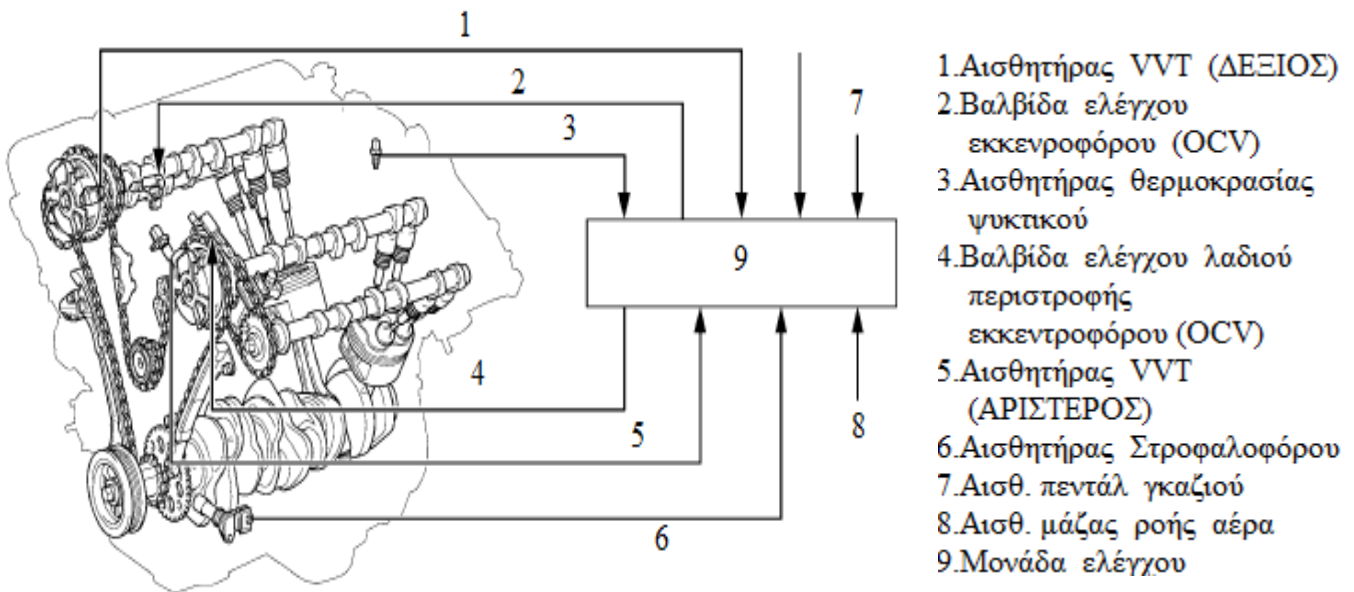 1
2
3
7
9
4
5
8
6
1.Αισθητήρας VVT (ΔΕΞΙΟΣ)
2.Βαλβίδα ελέγχου
εκκενροφόρου (OCV)
3.Αισθητήρας θερμοκρασίας
ψυκτικού
4.Βαλβίδα ελέγχου λαδιού
περιστροφής
εκκεντροφόρου (OCV)
5.Αισθητήρας VVT
(ΑΡΙΣΤΕΡΟΣ)
6.Αισθητήρας Στροφαλοφόρου
7.Αισθ. πεντάλ γκαζιού
8.Αισθ. μάζας ροής αέρα
9.Μονάδα ελέγχου